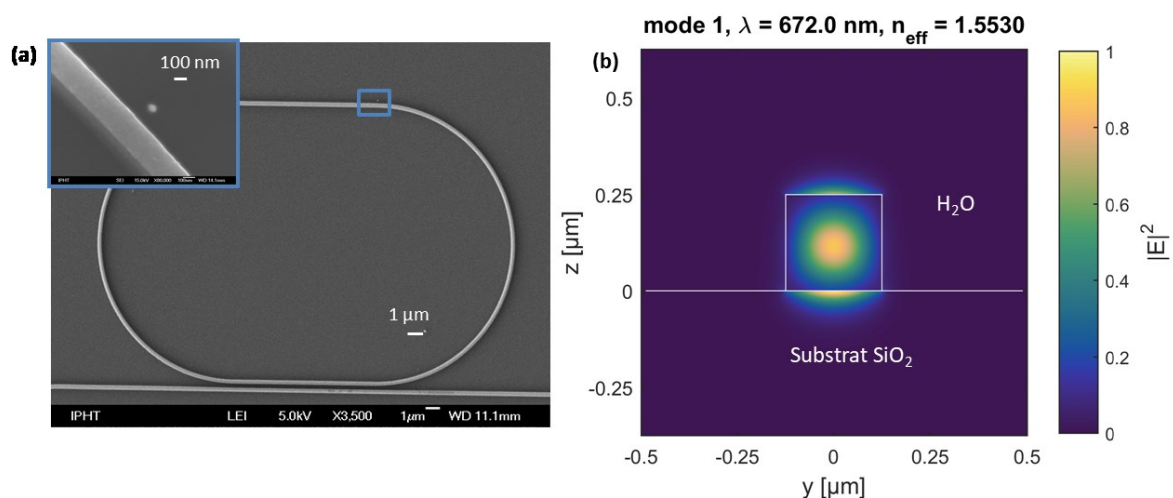 (a)
100 nm
IPHT SEI 15.0kV X80,000 100nm WD 11.1mm
1 µm
IPHT LEI 5.0kV X3,500 1µm WD 11.1mm
mode 1, λ = 672.0 nm, n_eff = 1.5530
(b)
0.5
0.25
0
-0.25
z [µm]
H₂O
Substrat SiO₂
-0.5 -0.25 0 0.25 0.5
y [µm]
1
0.8
0.6
0.4
0.2
0
|E|²